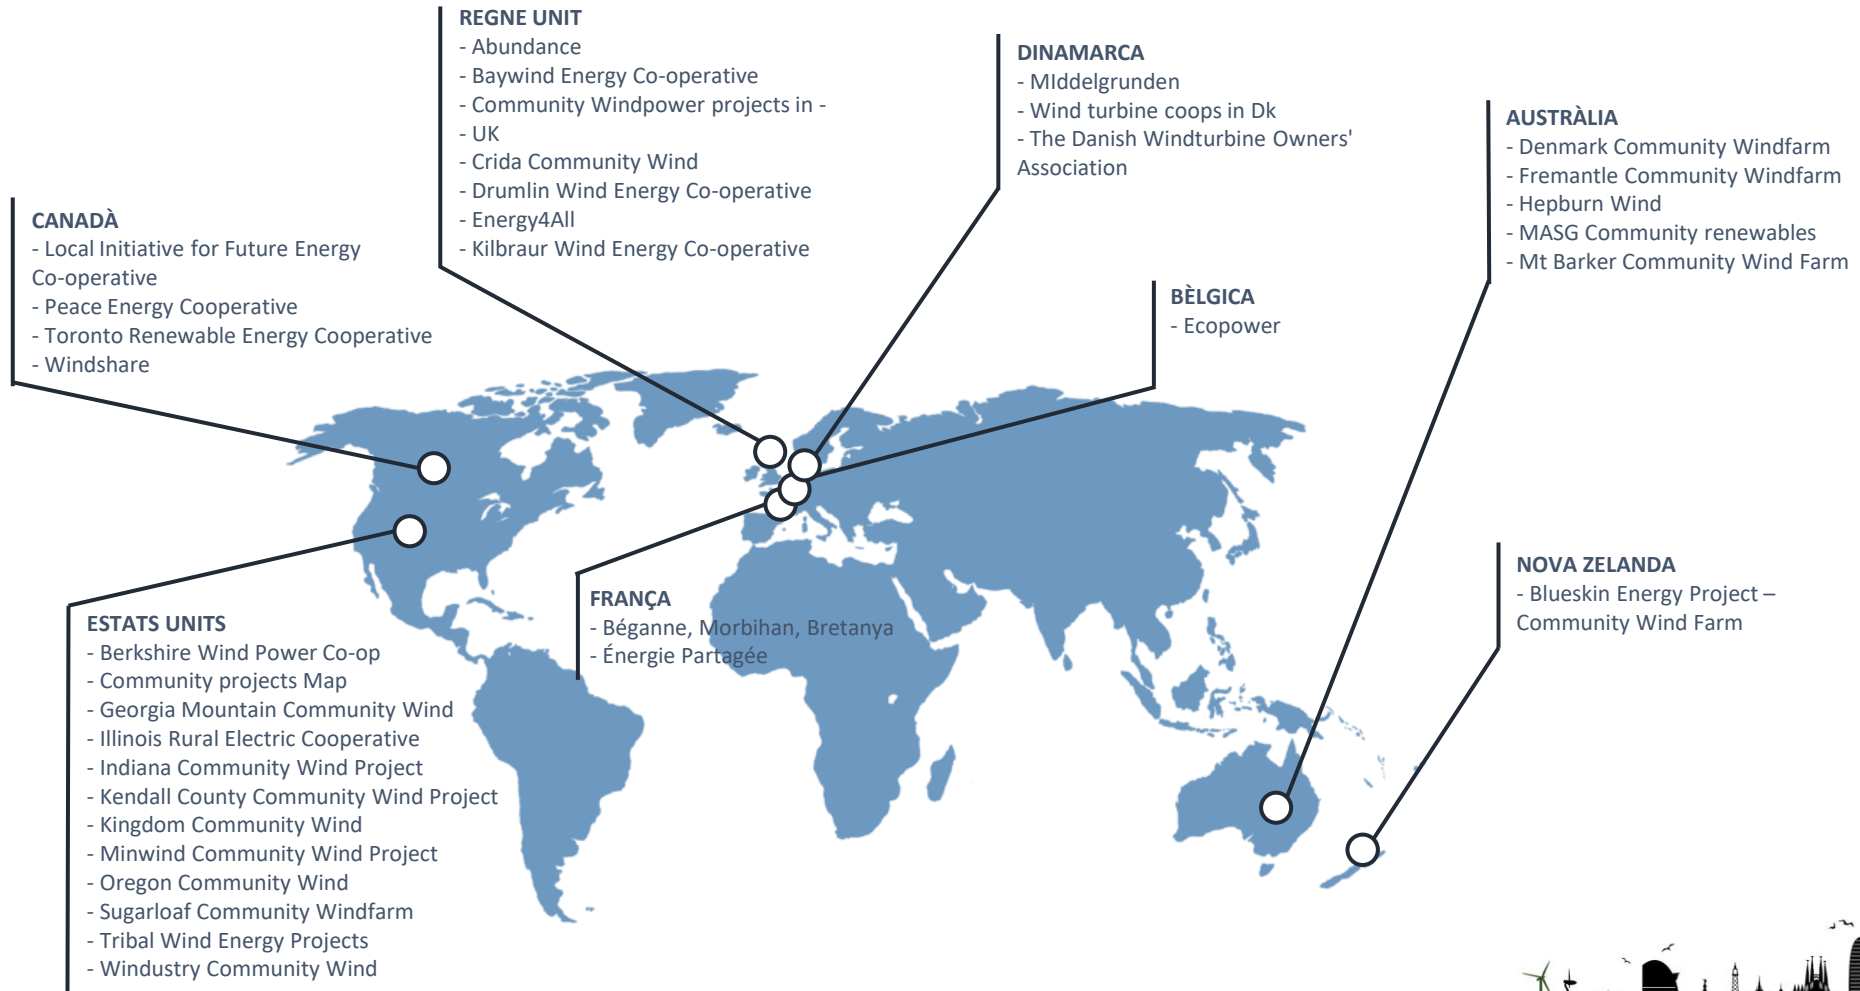 REGNE UNIT
- Abundance
- Baywind Energy Co-operative
- Community Windpower projects in -
- UK
- Crida Community Wind
- Drumlin Wind Energy Co-operative
- Energy4All
- Kilbraur Wind Energy Co-operative
DINAMARCA
- MIddelgrunden
- Wind turbine coops in Dk
- The Danish Windturbine Owners'
Association
AUSTRÀLIA
- Denmark Community Windfarm
- Fremantle Community Windfarm
- Hepburn Wind
- MASG Community renewables
- Mt Barker Community Wind Farm
CANADÀ
- Local Initiative for Future Energy
Co-operative
- Peace Energy Cooperative
- Toronto Renewable Energy Cooperative
- Windshare
BÈLGICA
- Ecopower
NOVA ZELANDA
- Blueskin Energy Project –
Community Wind Farm
FRANÇA
- Béganne, Morbihan, Bretanya
- Énergie Partagée
ESTATS UNITS
- Berkshire Wind Power Co-op
- Community projects Map
- Georgia Mountain Community Wind
- Illinois Rural Electric Cooperative
- Indiana Community Wind Project
- Kendall County Community Wind Project
- Kingdom Community Wind
- Minwind Community Wind Project
- Oregon Community Wind
- Sugarloaf Community Windfarm
- Tribal Wind Energy Projects
- Windustry Community Wind